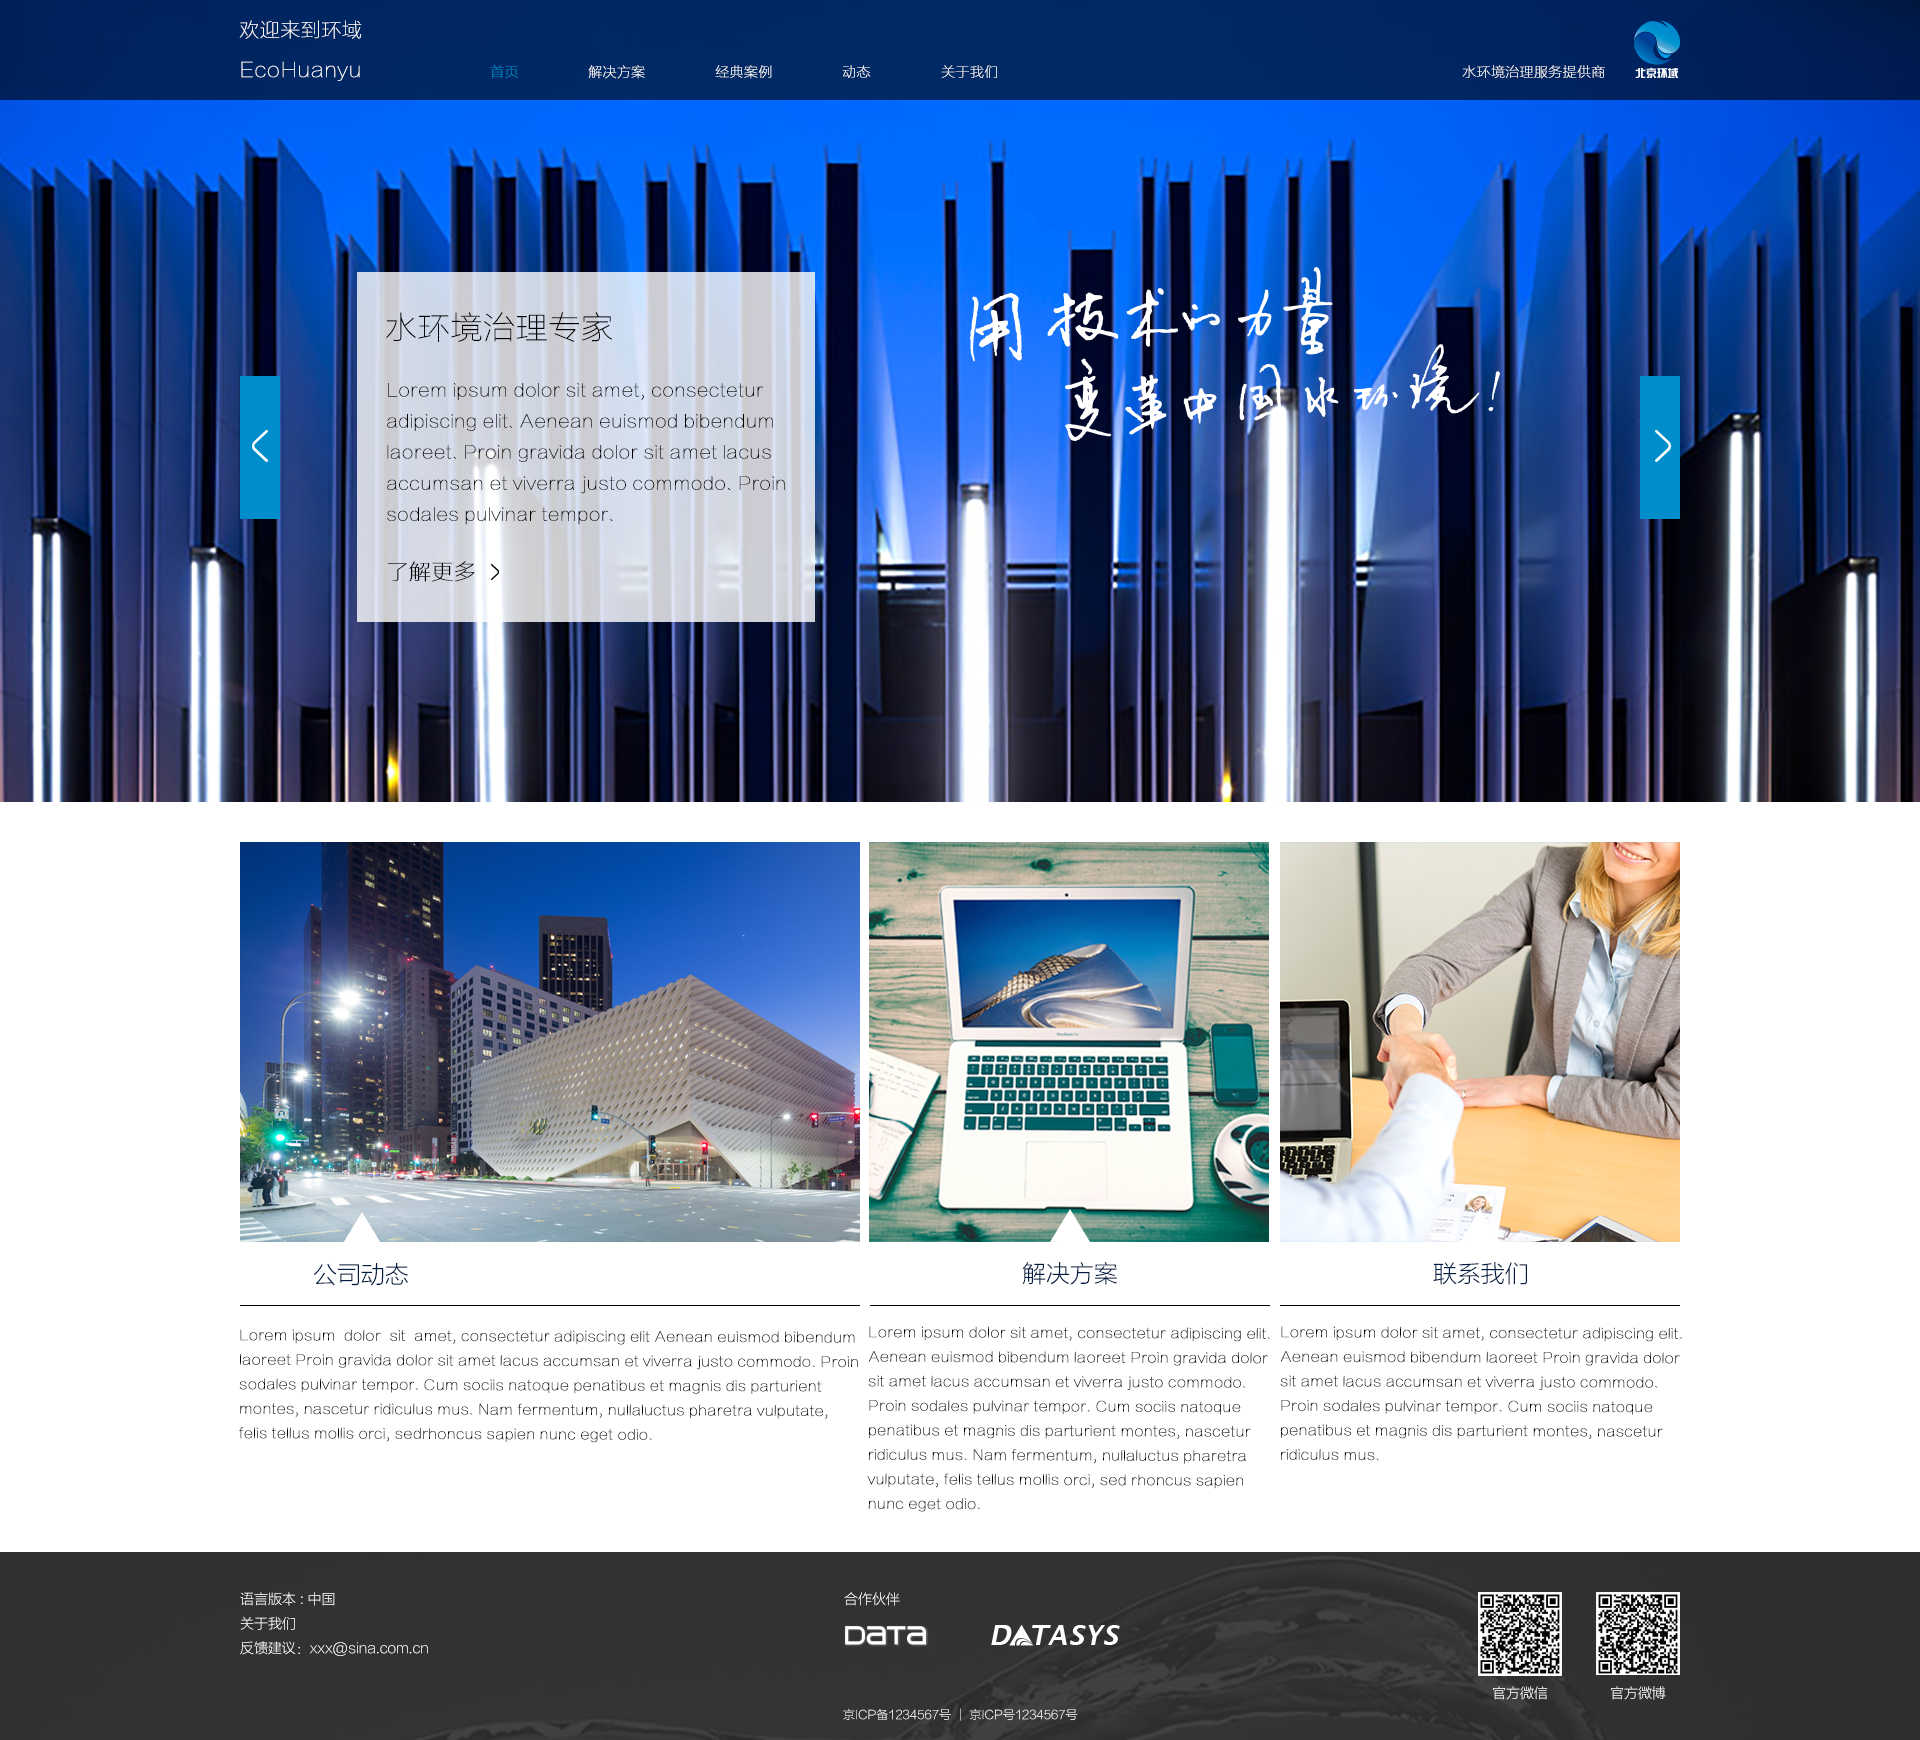 欢迎来到环域
EcoHuanyu
首页
解决方案
经典案例
动态
关于我们
水环境治理服务提供商
北京环域
水环境治理专家
Lorem ipsum dolor sit amet, consectetur
adipiscing elit. Aenean euismod bibendum
laoreet. Proin gravida dolor sit amet lacus
accumsan et viverra justo commodo. Proin
sodales pulvinar tempor.
了解更多
用技术的力量
变革中国水环境!
公司动态
Lorem ipsum dolor sit amet, consectetur adipiscing elit Aenean euismod bibendum
laoreet Proin gravida dolor sit amet lacus accumsan et viverra justo commodo. Proin
sodales pulvinar tempor. Cum sociis natoque penatibus et magnis dis parturient
montes, nascetur ridiculus mus. Nam fermentum, nullaluctus pharetra vulputate,
felis tellus mollis orci, sedrhoncus sapien nunc eget odio.
解决方案
Lorem ipsum dolor sit amet, consectetur adipiscing elit.
Aenean euismod bibendum laoreet Proin gravida dolor
sit amet lacus accumsan et viverra justo commodo.
Proin sodales pulvinar tempor. Cum sociis natoque
penatibus et magnis dis parturient montes, nascetur
ridiculus mus. Nam fermentum, nullaluctus pharetra
vulputate, felis tellus mollis orci, sed rhoncus sapien
nunc eget odio.
联系我们
Lorem ipsum dolor sit amet, consectetur adipiscing elit.
Aenean euismod bibendum laoreet Proin gravida dolor
sit amet lacus accumsan et viverra justo commodo.
Proin sodales pulvinar tempor. Cum sociis natoque
penatibus et magnis dis parturient montes, nascetur
ridiculus mus.
语言版本 : 中国
关于我们
反馈建议：xxx@sina.com.cn
合作伙伴
DATA
DATASYS
京ICP备1234567号 | 京ICP号1234567号
官方微信
官方微博